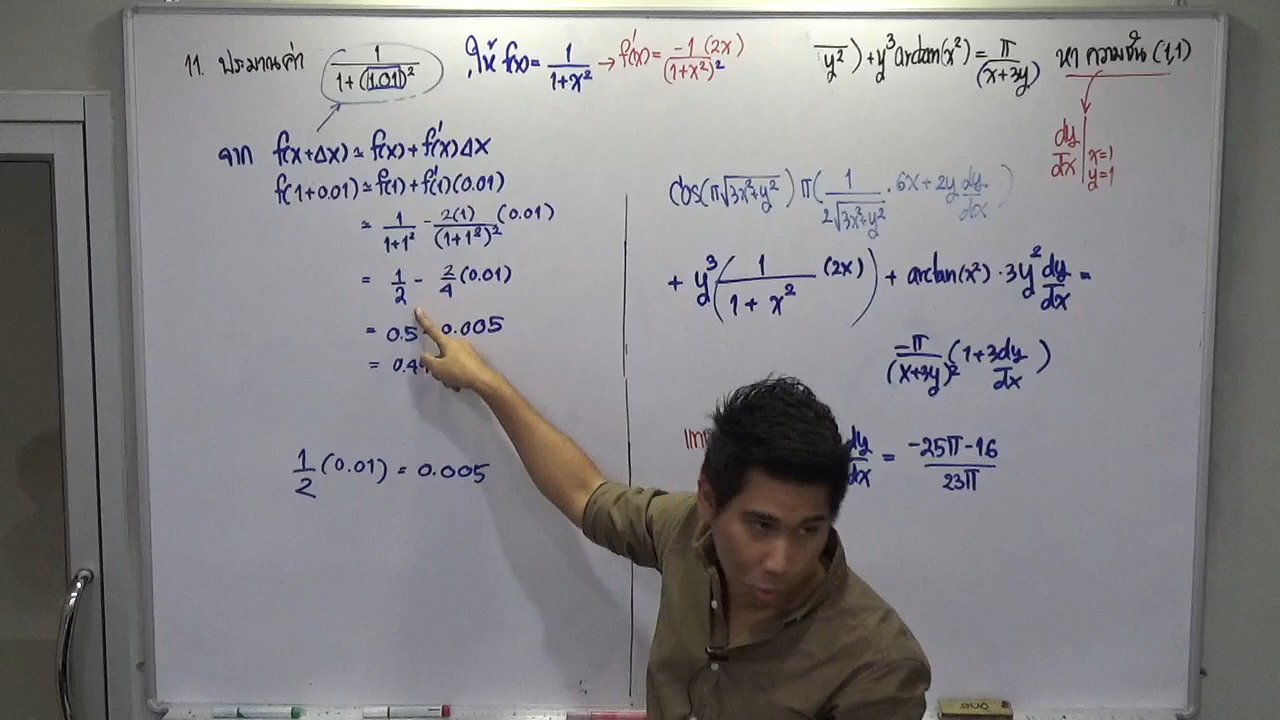 11. ประมาณค่า 1/(1+(1.01)²) ให้ f(x) = 1/(1+x²) → f'(x) = -1(2x)/(1+x²)²
จาก f(x+Δx) ≃ f(x) + f'(x)Δx
f(1+0.01) ≃ f(1) + f'(1)(0.01)
≃ 1/(1+1²) - 2(1)/(1+1²)² (0.01)
= 1/2 - 2/4 (0.01)
= 0.5 0.005
= 0.4
1/2 (0.01) = 0.005
y²) + y³arctan(x²) = π/(x+3y) หาความชัน (1,1)
dy/dx | x=1 y=1
cos(π√(3x²+y²)) π(1/(2√(3x²+y²)) · 6x + 2y dy/dx)
+ y³(1/(1+x²) (2x)) + arctan(x²) · 3y² dy/dx =
-π/(x+3y)² (1+3dy/dx)
dy/dx = (-25π-16)/(23π)